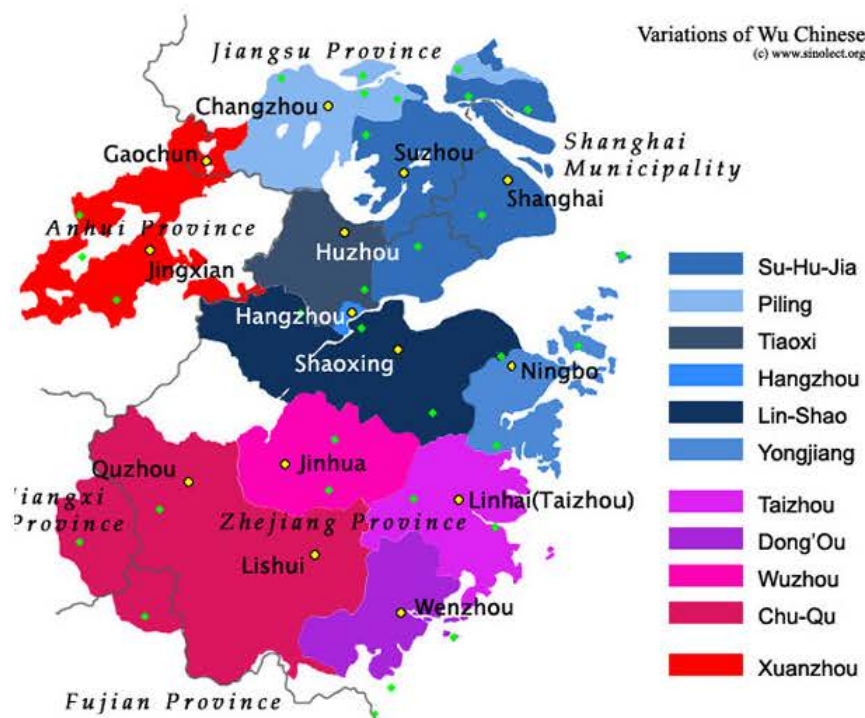 Variations of Wu Chinese
(c) www.sinolect.org
Jiangsu Province
Changzhou
Gaochun
Suzhou
Shanghai
Municipality
Shanghai
Anhui Province
Huzhou
Jingxian
Hangzhou
Shaoxing
Ningbo
Quzhou
Jinhua
Linhai(Taizhou)
Jiangxi
Province
Zhejiang Province
Lishui
Wenzhou
Fujian Province
Su-Hu-Jia
Piling
Tiaoxi
Hangzhou
Lin-Shao
Yongjiang
Taizhou
Dong'Ou
Wuzhou
Chu-Qu
Xuanzhou